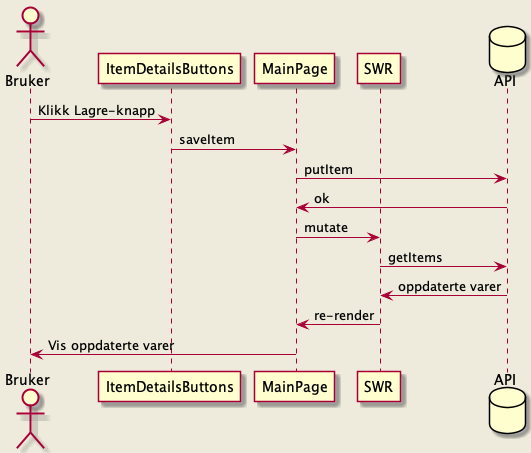 Bruker
ItemDetailsButtons
MainPage
SWR
API
Klikk Lagre-knapp
saveItem
putItem
ok
mutate
getItems
oppdaterte varer
re-render
Vis oppdaterte varer
Bruker
ItemDetailsButtons
MainPage
SWR
API